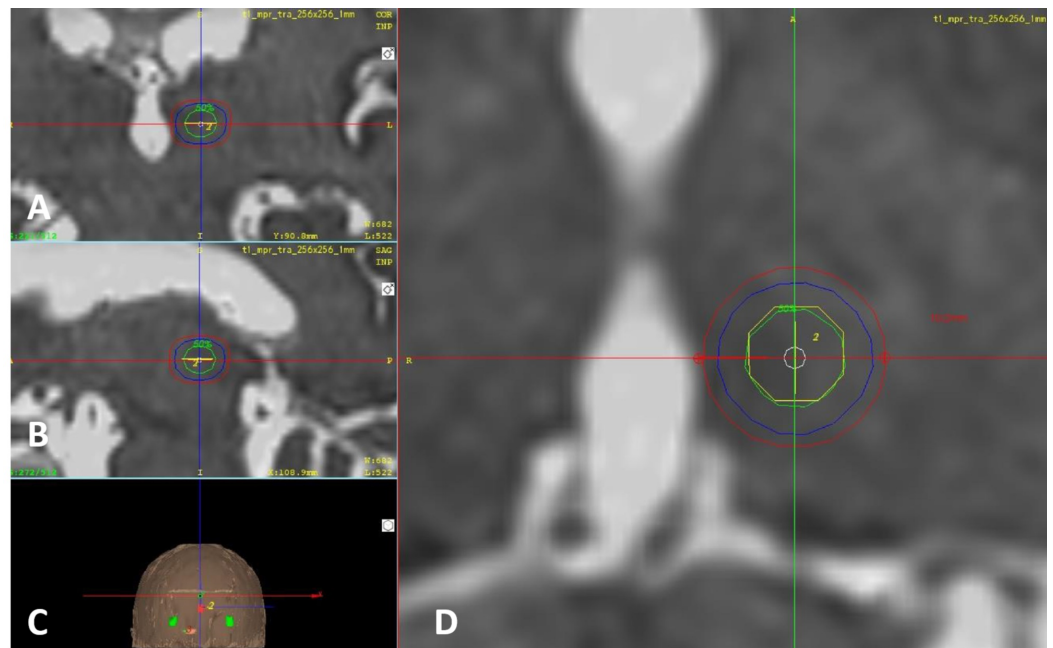 t1_mpr_tra_256x256_1mm COR
INP
50%
2
L
A
W:682
I Y:90.8mm L:522
t1_mpr_tra_256x256_1mm SAG
INP
50%
2
P
B
W:682
I X:108.9mm L:522
2
C
t1_mpr_tra_256x256_1mm
A
50%
2
R
D